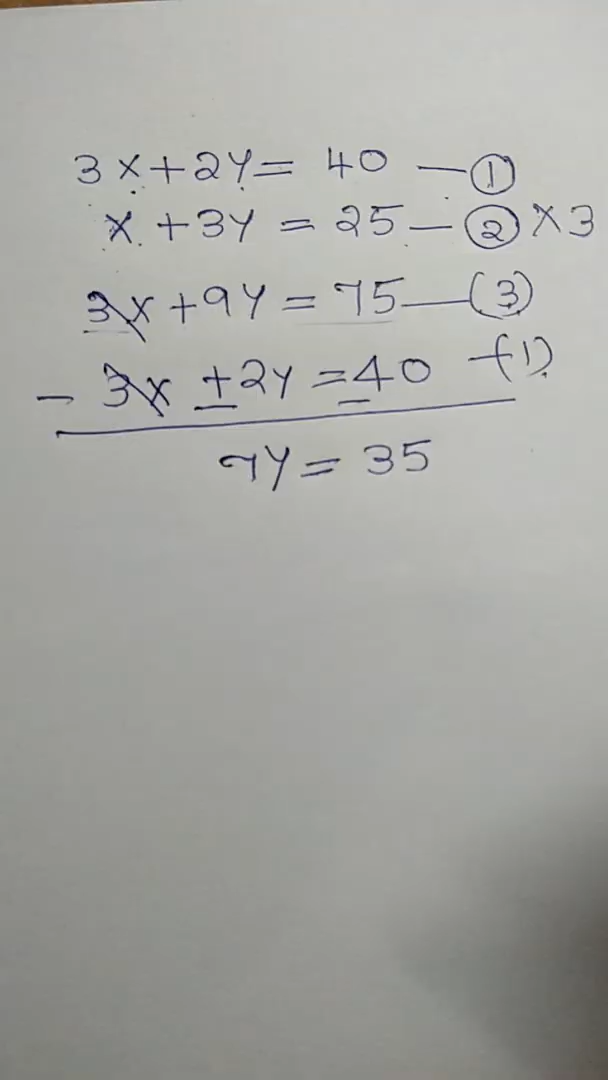 3x+2y= 40 —①
x +3y = 25 —② ×3
3x +9y = 75 —(3)
- 3x +2y =40 —(1)
7y = 35